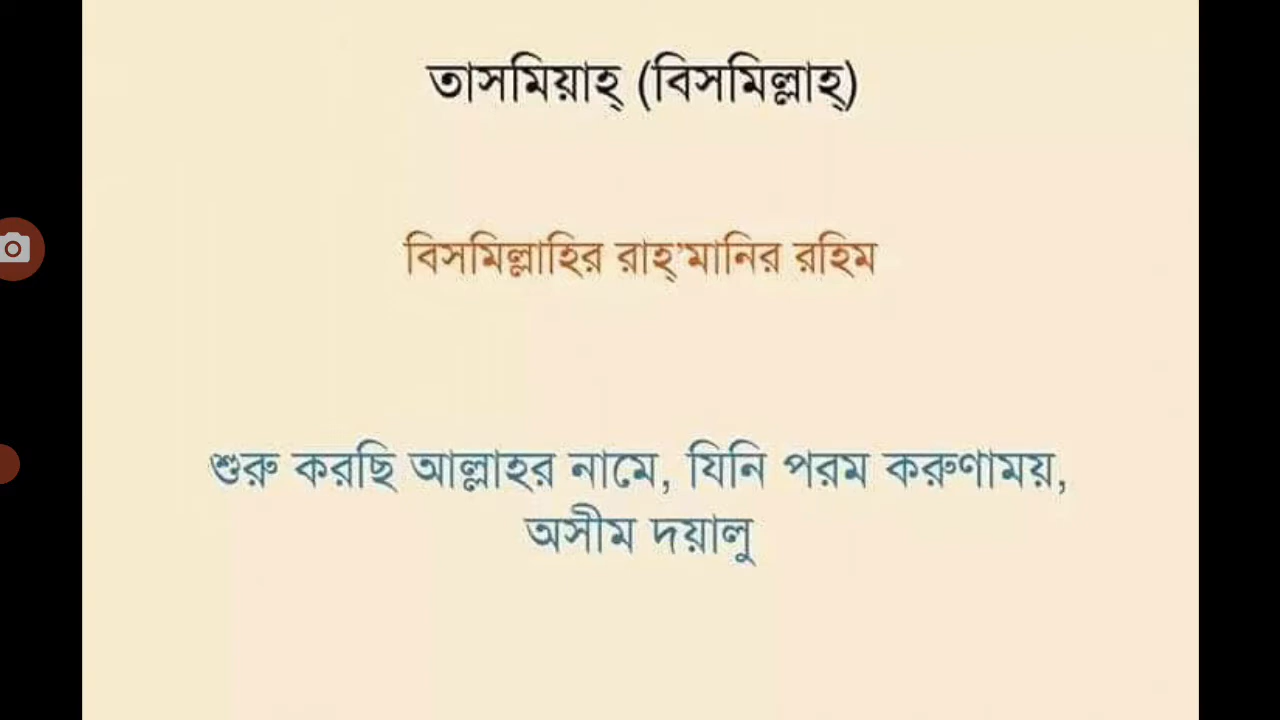 তাসমিয়াহ্ (বিসমিল্লাহ্)
বিসমিল্লাহির রাহ্’মানির রহিম
শুরু করছি আল্লাহর নামে, যিনি পরম করুণাময়,
অসীম দয়ালু